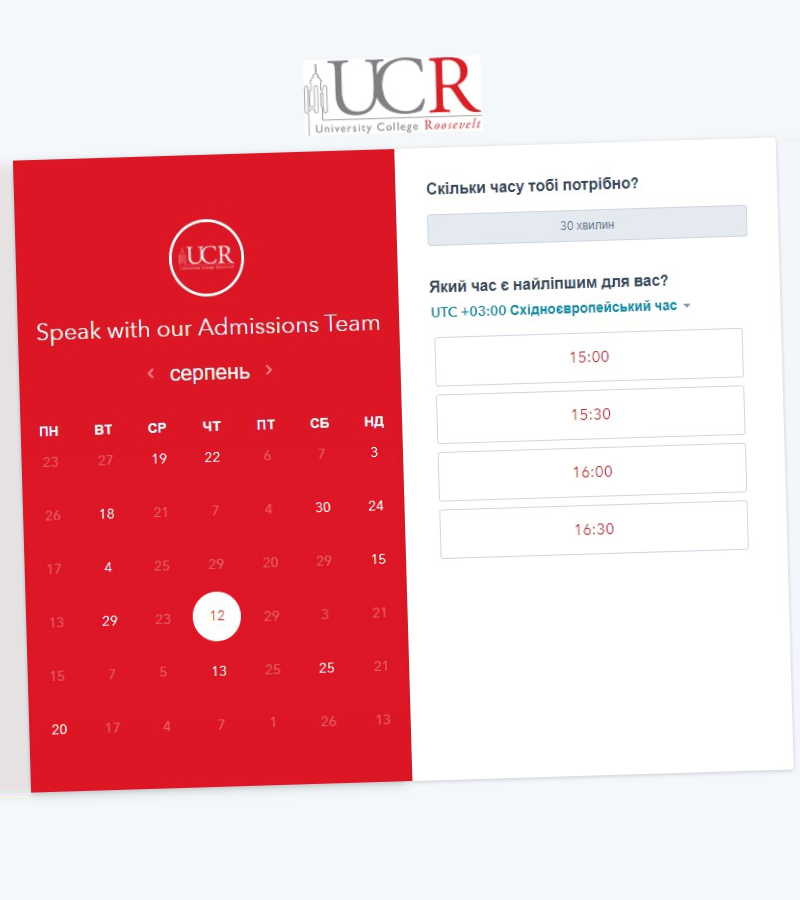 UCR
University College Roosevelt
UCR
University College Roosevelt
Speak with our Admissions Team
серпень
ПН ВТ СР ЧТ ПТ СБ НД
23 27 19 22 6 7 3
26 18 21 7 4 30 24
17 4 25 29 20 29 15
13 29 23 12 29 3 21
15 7 5 13 25 25 21
20 17 4 7 1 26 13
Скільки часу тобі потрібно?
30 хвилин
Який час є найліпшим для вас?
UTC +03:00 Східноєвропейський час
15:00
15:30
16:00
16:30